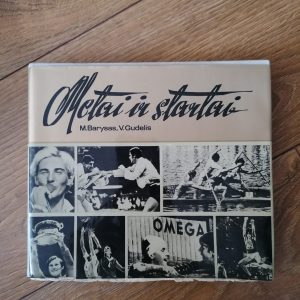 Metai ir startai
M.Barysas, V.Gudelis
OMEGA